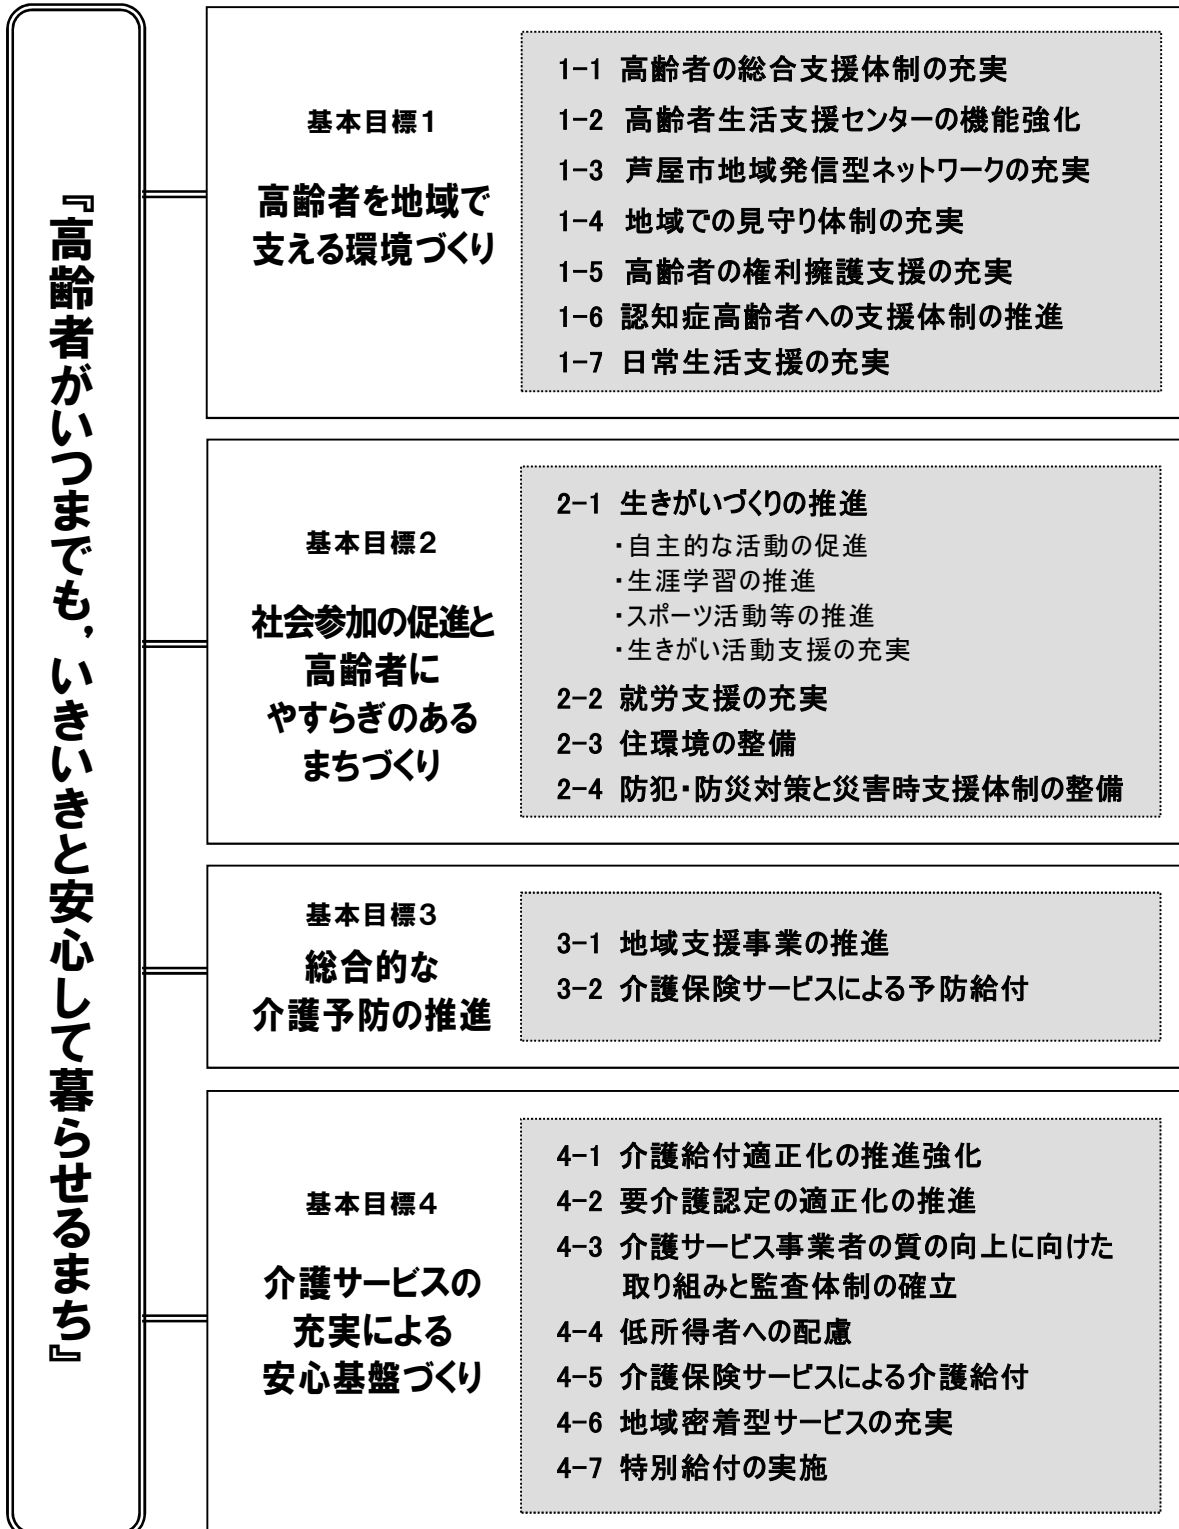 『高齢者がいつまでも，いきいきと安心して暮らせるまち』
基本目標１
高齢者を地域で
支える環境づくり
1-1 高齢者の総合支援体制の充実
1-2 高齢者生活支援センターの機能強化
1-3 芦屋市地域発信型ネットワークの充実
1-4 地域での見守り体制の充実
1-5 高齢者の権利擁護支援の充実
1-6 認知症高齢者への支援体制の推進
1-7 日常生活支援の充実
基本目標２
社会参加の促進と
高齢者に
やすらぎのある
まちづくり
2-1 生きがいづくりの推進
・自主的な活動の促進
・生涯学習の推進
・スポーツ活動等の推進
・生きがい活動支援の充実
2-2 就労支援の充実
2-3 住環境の整備
2-4 防犯・防災対策と災害時支援体制の整備
基本目標３
総合的な
介護予防の推進
3-1 地域支援事業の推進
3-2 介護保険サービスによる予防給付
基本目標４
介護サービスの
充実による
安心基盤づくり
4-1 介護給付適正化の推進強化
4-2 要介護認定の適正化の推進
4-3 介護サービス事業者の質の向上に向けた
取り組みと監査体制の確立
4-4 低所得者への配慮
4-5 介護保険サービスによる介護給付
4-6 地域密着型サービスの充実
4-7 特別給付の実施